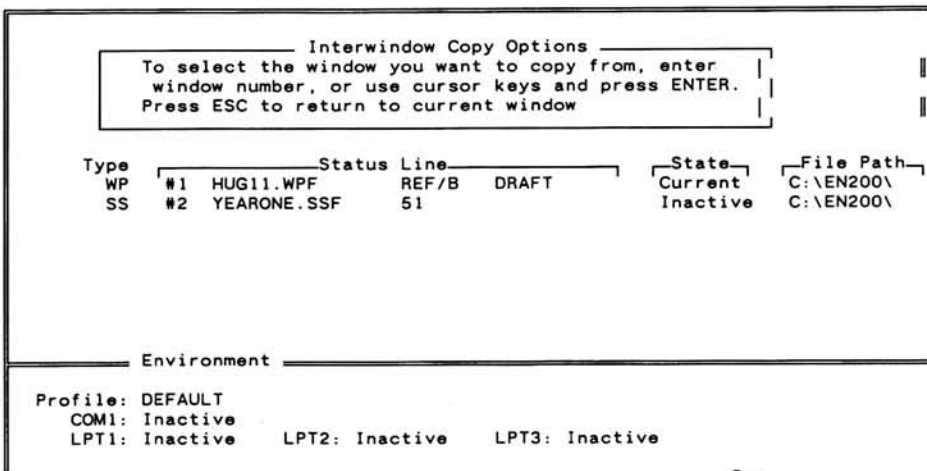 Interwindow Copy Options
To select the window you want to copy from, enter
window number, or use cursor keys and press ENTER.
Press ESC to return to current window
Type Status Line State File Path
WP #1 HUG11.WPF REF/B DRAFT Current C:\EN200\
SS #2 YEARONE.SSF 51 Inactive C:\EN200\
Environment
Profile: DEFAULT
COM1: Inactive
LPT1: Inactive LPT2: Inactive LPT3: Inactive